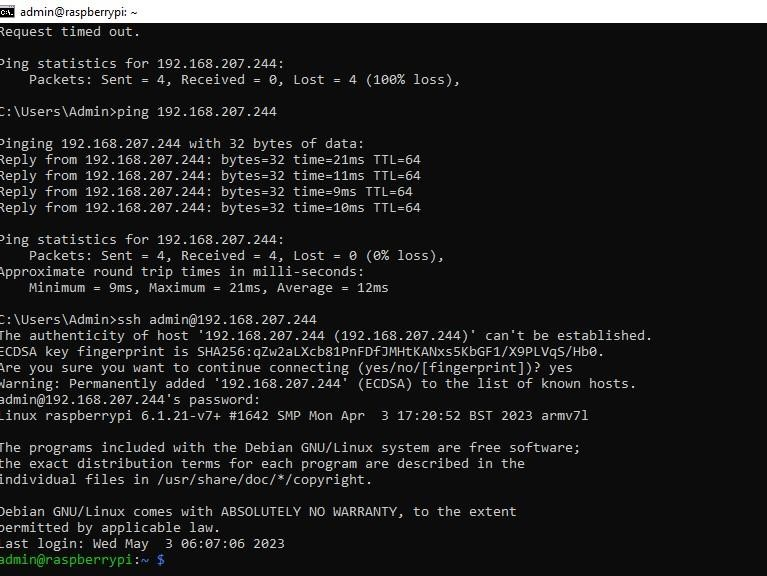 admin@raspberrypi: ~
Request timed out.
Ping statistics for 192.168.207.244:
Packets: Sent = 4, Received = 0, Lost = 4 (100% loss),
C:\Users\Admin>ping 192.168.207.244
Pinging 192.168.207.244 with 32 bytes of data:
Reply from 192.168.207.244: bytes=32 time=21ms TTL=64
Reply from 192.168.207.244: bytes=32 time=11ms TTL=64
Reply from 192.168.207.244: bytes=32 time=9ms TTL=64
Reply from 192.168.207.244: bytes=32 time=10ms TTL=64
Ping statistics for 192.168.207.244:
Packets: Sent = 4, Received = 4, Lost = 0 (0% loss),
Approximate round trip times in milli-seconds:
Minimum = 9ms, Maximum = 21ms, Average = 12ms
C:\Users\Admin>ssh admin@192.168.207.244
The authenticity of host '192.168.207.244 (192.168.207.244)' can't be established.
ECDSA key fingerprint is SHA256:qZw2aLXcb81PnFDfJMHtKANxs5KbGF1/X9PLVqS/Hb0.
Are you sure you want to continue connecting (yes/no/[fingerprint])? yes
Warning: Permanently added '192.168.207.244' (ECDSA) to the list of known hosts.
admin@192.168.207.244's password:
Linux raspberrypi 6.1.21-v7+ #1642 SMP Mon Apr  3 17:20:52 BST 2023 armv7l
The programs included with the Debian GNU/Linux system are free software;
the exact distribution terms for each program are described in the
individual files in /usr/share/doc/*/copyright.
Debian GNU/Linux comes with ABSOLUTELY NO WARRANTY, to the extent
permitted by applicable law.
Last login: Wed May  3 06:07:06 2023
admin@raspberrypi:~ $